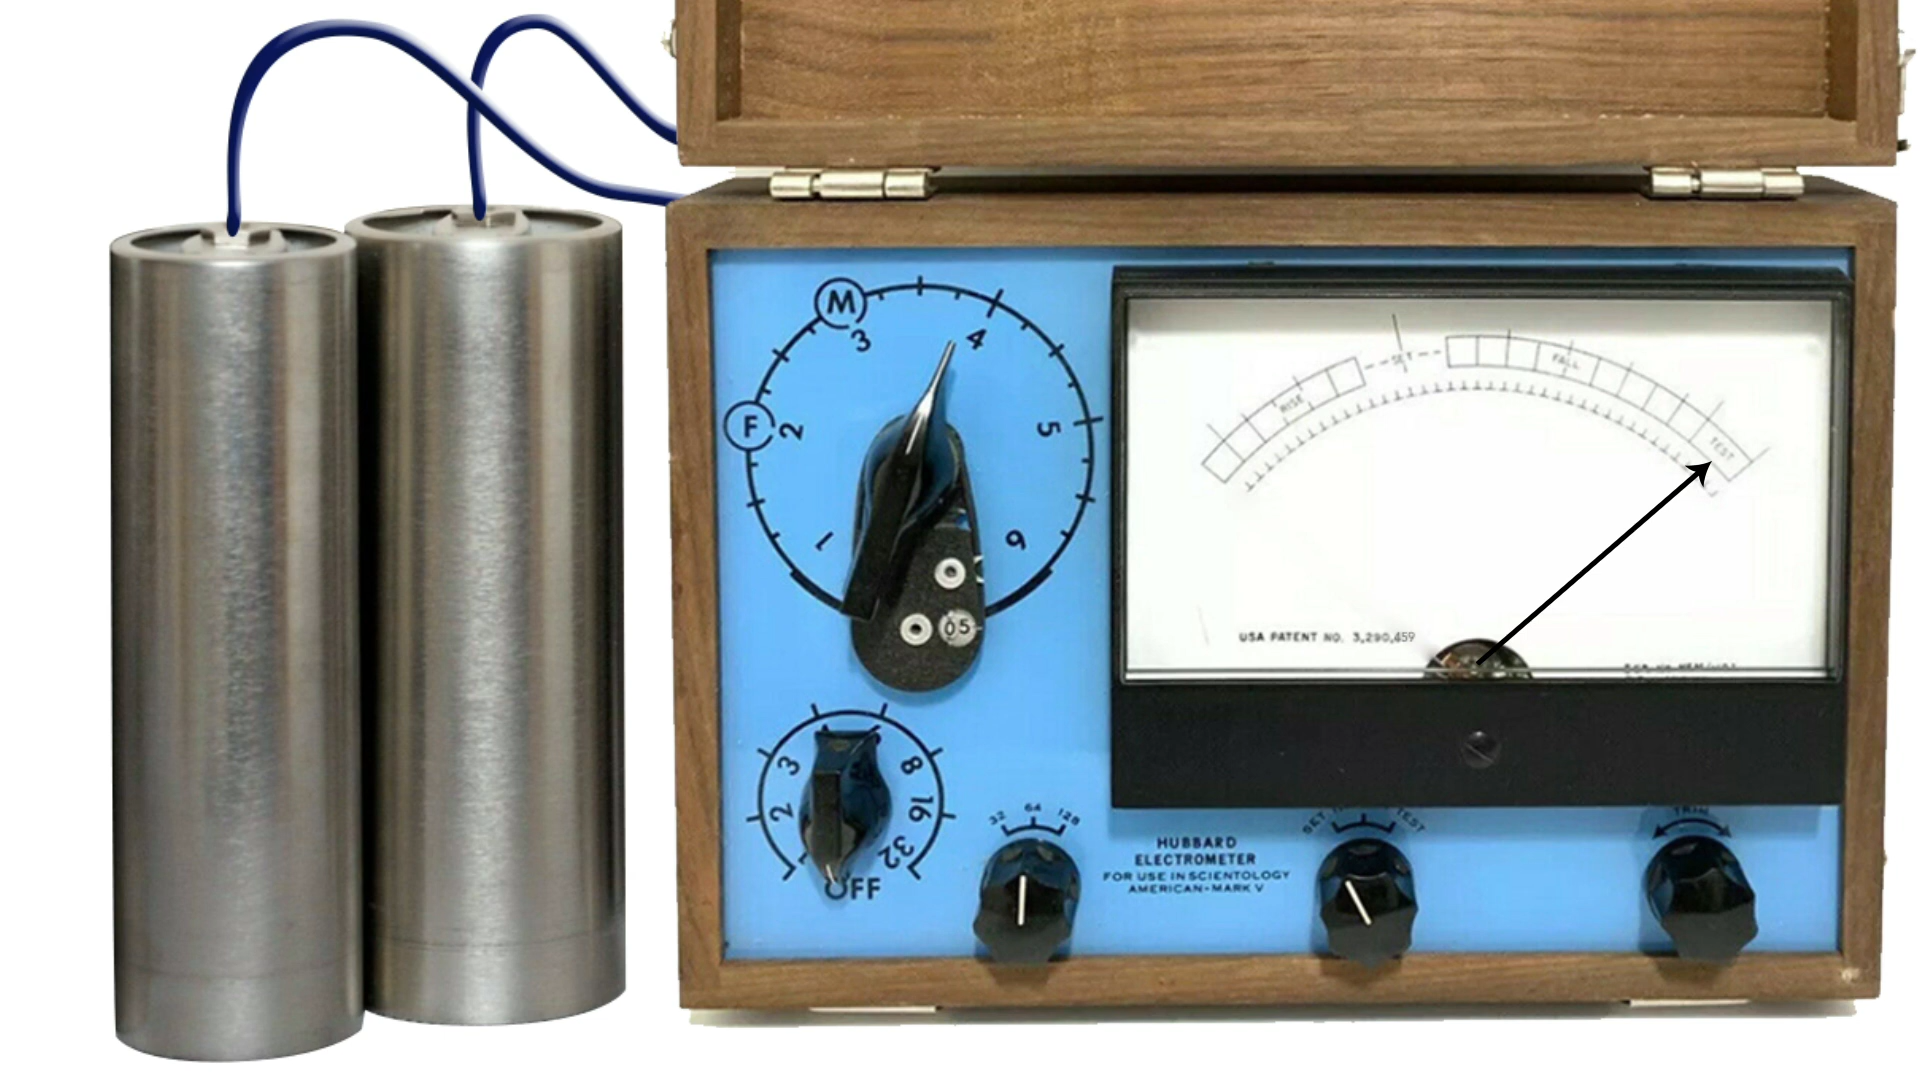 M
3
4
F
2
5
1
6
05
RISE
SET
FALL
TEST
USA PATENT NO. 3,290,459
3
8
2
16
32
OFF
32 64 128
SET TEST
TRIM
HUBBARD
ELECTROMETER
FOR USE IN SCIENTOLOGY
AMERICAN-MARK V